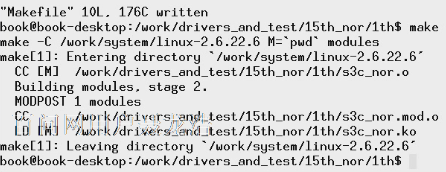 "Makefile" 10L, 176C written
book@book-desktop:/work/drivers_and_test/15th_nor/1th$ make
make -C /work/system/linux-2.6.22.6 M=`pwd` modules
make[1]: Entering directory `/work/system/linux-2.6.22.6'
CC [M] /work/drivers_and_test/15th_nor/1th/s3c_nor.o
Building modules, stage 2.
MODPOST 1 modules
CC /work/drivers_and_test/15th_nor/1th/s3c_nor.mod.o
LD [M] /work/drivers_and_test/15th_nor/1th/s3c_nor.ko
make[1]: Leaving directory `/work/system/linux-2.6.22.6'
book@book-desktop:/work/drivers_and_test/15th_nor/1th$